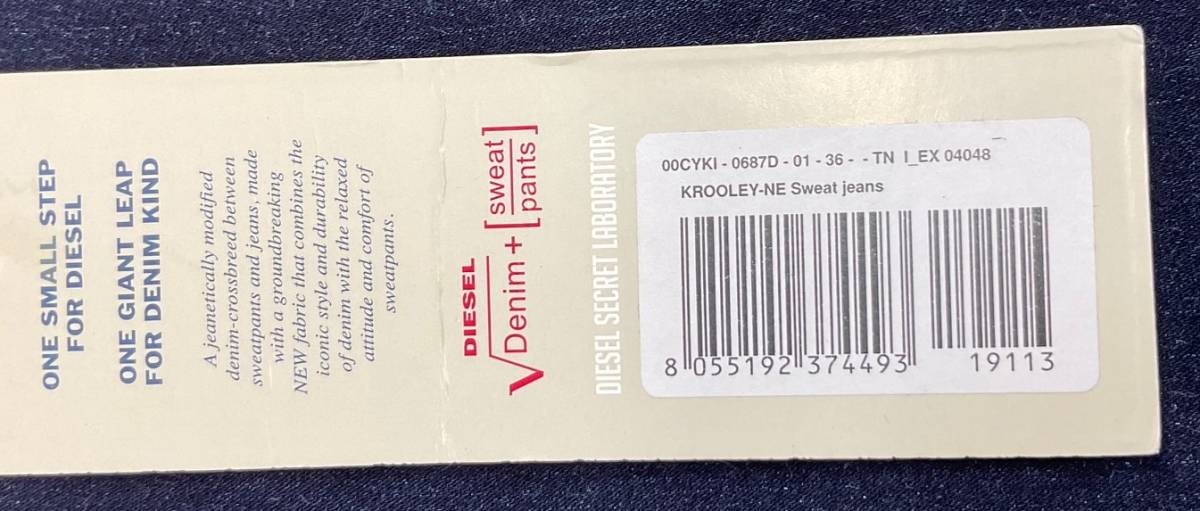 ONE SMALL STEP
FOR DIESEL
ONE GIANT LEAP
FOR DENIM KIND
A jeanetically modified
denim-crossbreed between
sweatpants and jeans, made
with a groundbreaking
NEW fabric that combines the
iconic style and durability
of denim with the relaxed
attitude and comfort of
sweatpants.
DIESEL
√Denim + [sweat
pants]
DIESEL SECRET LABORATORY
00CYKI - 0687D - 01 - 36 - - TN I_EX 04048
KROOLEY-NE Sweat jeans
8 055192 374493 19113